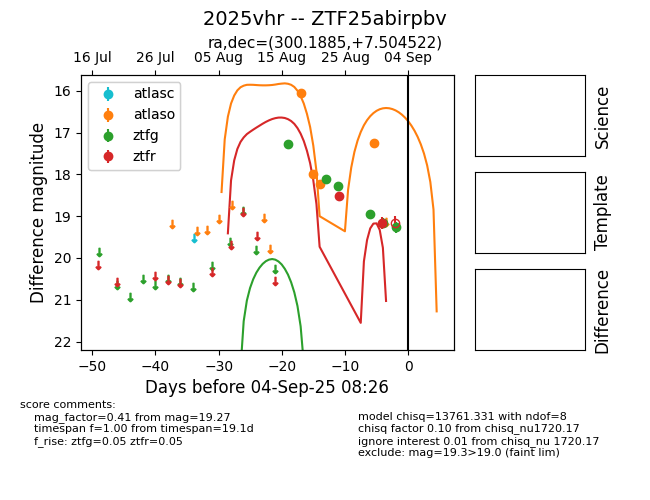 2025vhr -- ZTF25abirpbv
ra,dec=(300.1885,+7.504522)
16 Jul 26 Jul 05 Aug 15 Aug 25 Aug 04 Sep
atlasc
atlaso
ztfg
ztfr
Difference magnitude
16
17
18
19
20
21
22
−50 −40 −30 −20 −10 0
Days before 04-Sep-25 08:26
Science
Template
Difference
score comments:
mag_factor=0.41 from mag=19.27
timespan f=1.00 from timespan=19.1d
f_rise: ztfg=0.05 ztfr=0.05
model chisq=13761.331 with ndof=8
chisq factor 0.10 from chisq_nu1720.17
ignore interest 0.01 from chisq_nu 1720.17
exclude: mag=19.3>19.0 (faint lim)